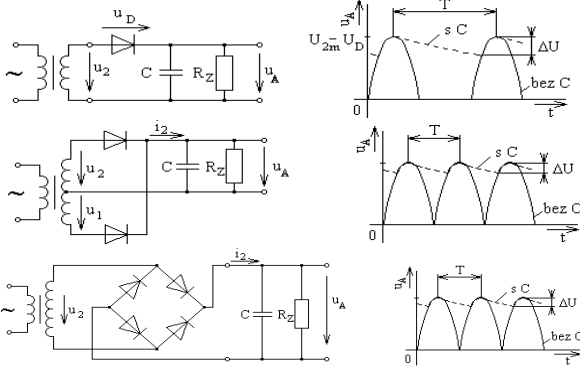 u_D
~
u_2
C
R_Z
u_A
u_A
U_2m-U_D
T
s C
ΔU
bez C
0
t
i_2
~
u_2
u_1
C
R_Z
u_A
u_A
T
s C
ΔU
bez C
0
t
i_2
~
u_2
C
R_Z
u_A
u_A
T
s C
ΔU
bez C
0
t